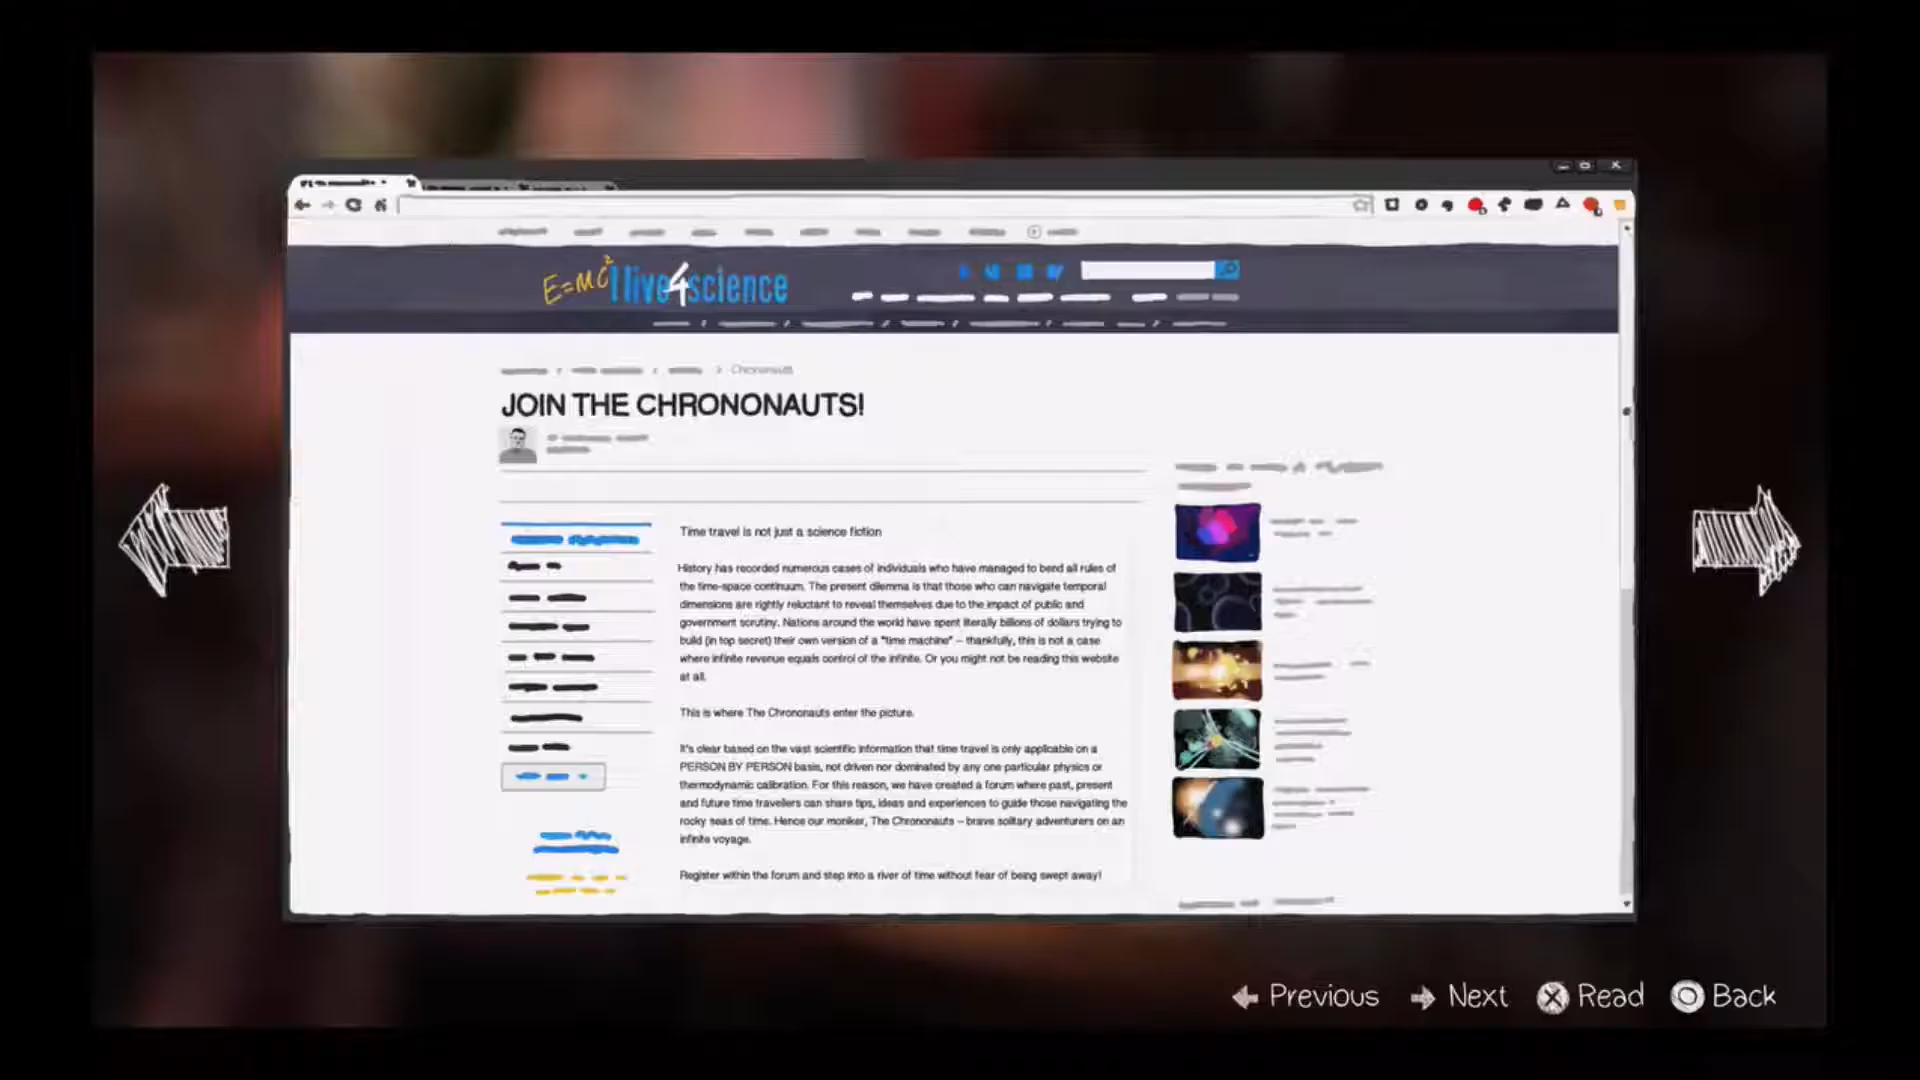 E=MC² I live4science
Chrononauts
JOIN THE CHRONONAUTS!
Time travel is not just a science fiction
History has recorded numerous cases of individuals who have managed to bend all rules of
the time-space continuum. The present dilemma is that those who can navigate temporal
dimensions are rightly reluctant to reveal themselves due to the impact of public and
government scrutiny. Nations around the world have spent literally billions of dollars trying to
build (in top secret) their own version of a "time machine" – thankfully, this is not a case
where infinite revenue equals control of the infinite. Or you might not be reading this website
at all.
This is where The Chrononauts enter the picture.
It's clear based on the vast scientific information that time travel is only applicable on a
PERSON BY PERSON basis, not driven nor dominated by any one particular physics or
thermodynamic calibration. For this reason, we have created a forum where past, present
and future time travellers can share tips, ideas and experiences to guide those navigating the
rocky seas of time. Hence our moniker, The Chrononauts – brave solitary adventurers on an
infinite voyage.
Register within the forum and step into a river of time without fear of being swept away!
Previous Next Read Back